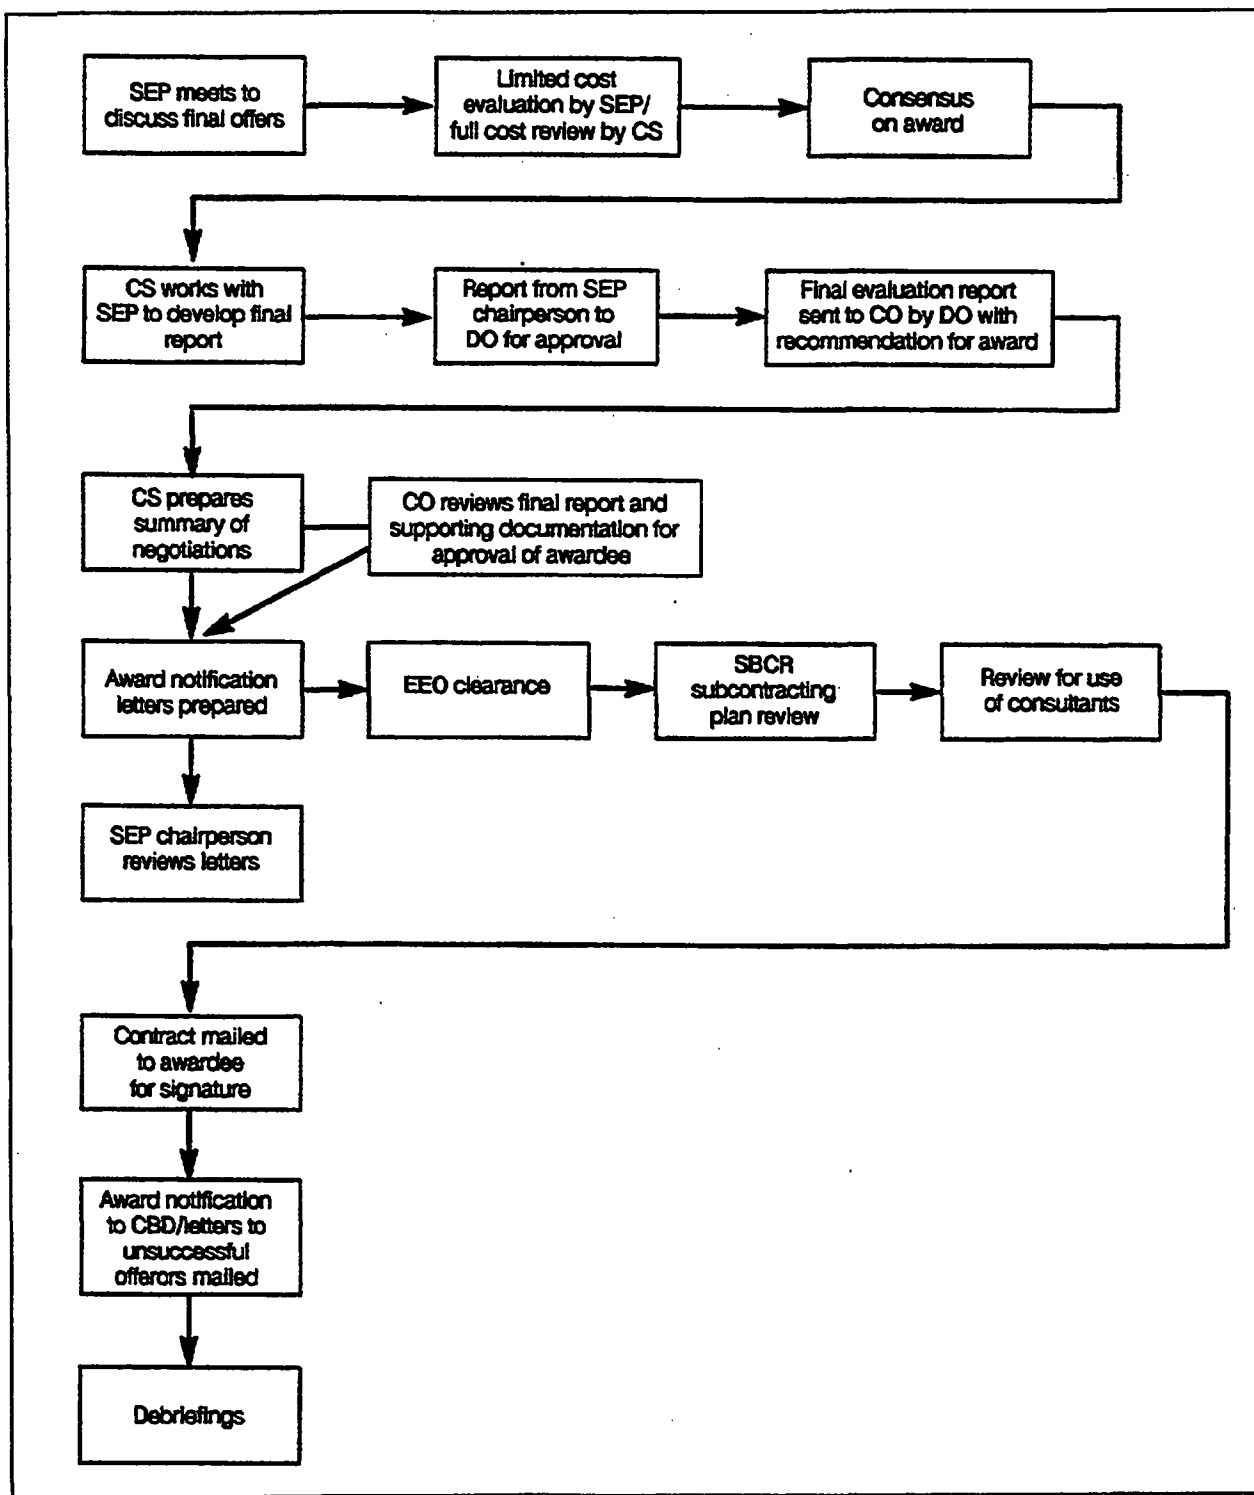 SEP meets to
discuss final offers
Limited cost
evaluation by SEP/
full cost review by CS
Consensus
on award
CS works with
SEP to develop final
report
Report from SEP
chairperson to
DO for approval
Final evaluation report
sent to CO by DO with
recommendation for award
CS prepares
summary of
negotiations
CO reviews final report and
supporting documentation for
approval of awardee
Award notification
letters prepared
EEO clearance
SBCR
subcontracting
plan review
Review for use
of consultants
SEP chairperson
reviews letters
Contract mailed
to awardee
for signature
Award notification
to CBD/letters to
unsuccessful
offerors mailed
Debriefings